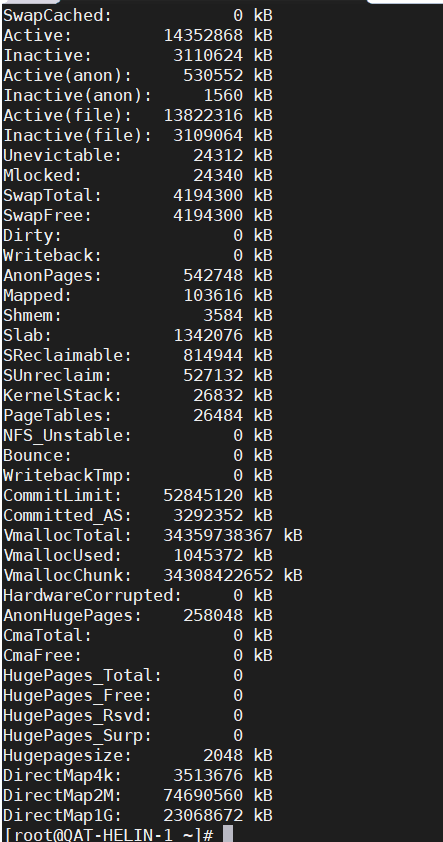 SwapCached:            0 kB
Active:         14352868 kB
Inactive:        3110624 kB
Active(anon):     530552 kB
Inactive(anon):     1560 kB
Active(file):   13822316 kB
Inactive(file):  3109064 kB
Unevictable:       24312 kB
Mlocked:           24340 kB
SwapTotal:       4194300 kB
SwapFree:        4194300 kB
Dirty:                 0 kB
Writeback:             0 kB
AnonPages:        542748 kB
Mapped:           103616 kB
Shmem:              3584 kB
Slab:            1342076 kB
SReclaimable:     814944 kB
SUnreclaim:       527132 kB
KernelStack:       26832 kB
PageTables:        26484 kB
NFS_Unstable:          0 kB
Bounce:                0 kB
WritebackTmp:          0 kB
CommitLimit:    52845120 kB
Committed_AS:    3292352 kB
VmallocTotal:   34359738367 kB
VmallocUsed:     1045372 kB
VmallocChunk:   34308422652 kB
HardwareCorrupted:     0 kB
AnonHugePages:    258048 kB
CmaTotal:              0 kB
CmaFree:               0 kB
HugePages_Total:       0
HugePages_Free:        0
HugePages_Rsvd:        0
HugePages_Surp:        0
Hugepagesize:       2048 kB
DirectMap4k:     3513676 kB
DirectMap2M:    74690560 kB
DirectMap1G:    23068672 kB
[root@QAT-HELIN-1 ~]#